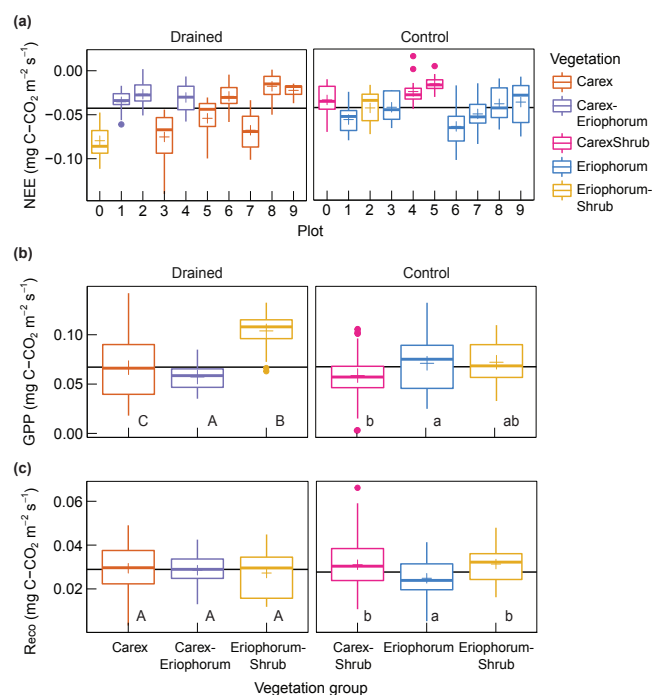 (a)
Drained
Control
Vegetation
NEE (mg C−CO₂ m⁻² s⁻¹)
0.00
−0.05
−0.10
0 1 2 3 4 5 6 7 8 9
0 1 2 3 4 5 6 7 8 9
Plot
Carex
Carex-
Eriophorum
CarexShrub
Eriophorum
Eriophorum-
Shrub
(b)
Drained
Control
GPP (mg C−CO₂ m⁻² s⁻¹)
0.10
0.05
0.00
C A B
b a ab
(c)
Reco (mg C−CO₂ m⁻² s⁻¹)
0.06
0.04
0.02
A A A
b a b
Carex
Carex-
Eriophorum
Eriophorum-
Shrub
Carex-
Shrub
Eriophorum
Eriophorum-
Shrub
Vegetation group